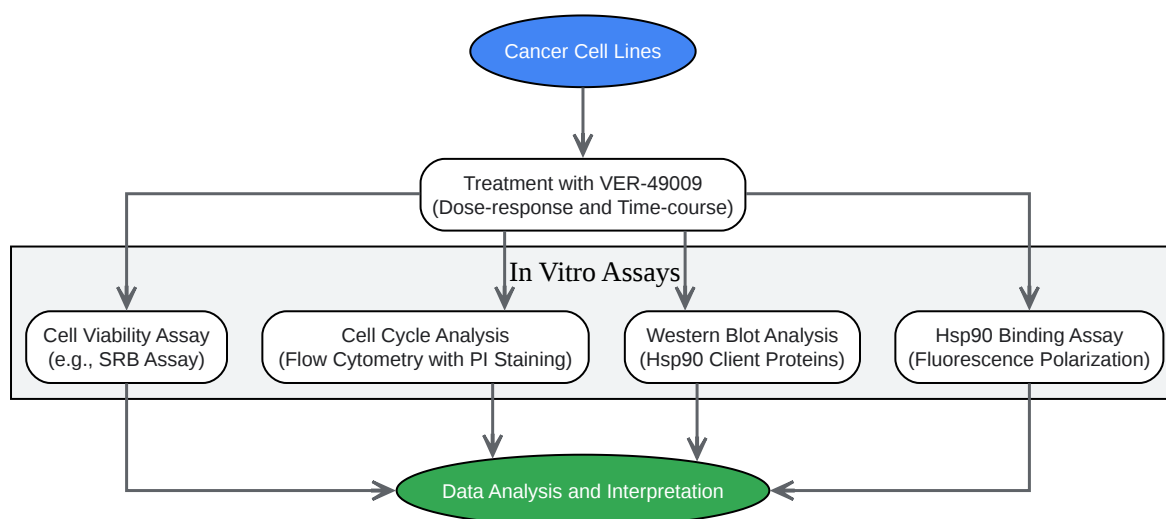 Cancer Cell Lines
Treatment with VER-49009
(Dose-response and Time-course)
In Vitro Assays
Cell Viability Assay
(e.g., SRB Assay)
Cell Cycle Analysis
(Flow Cytometry with PI Staining)
Western Blot Analysis
(Hsp90 Client Proteins)
Hsp90 Binding Assay
(Fluorescence Polarization)
Data Analysis and Interpretation